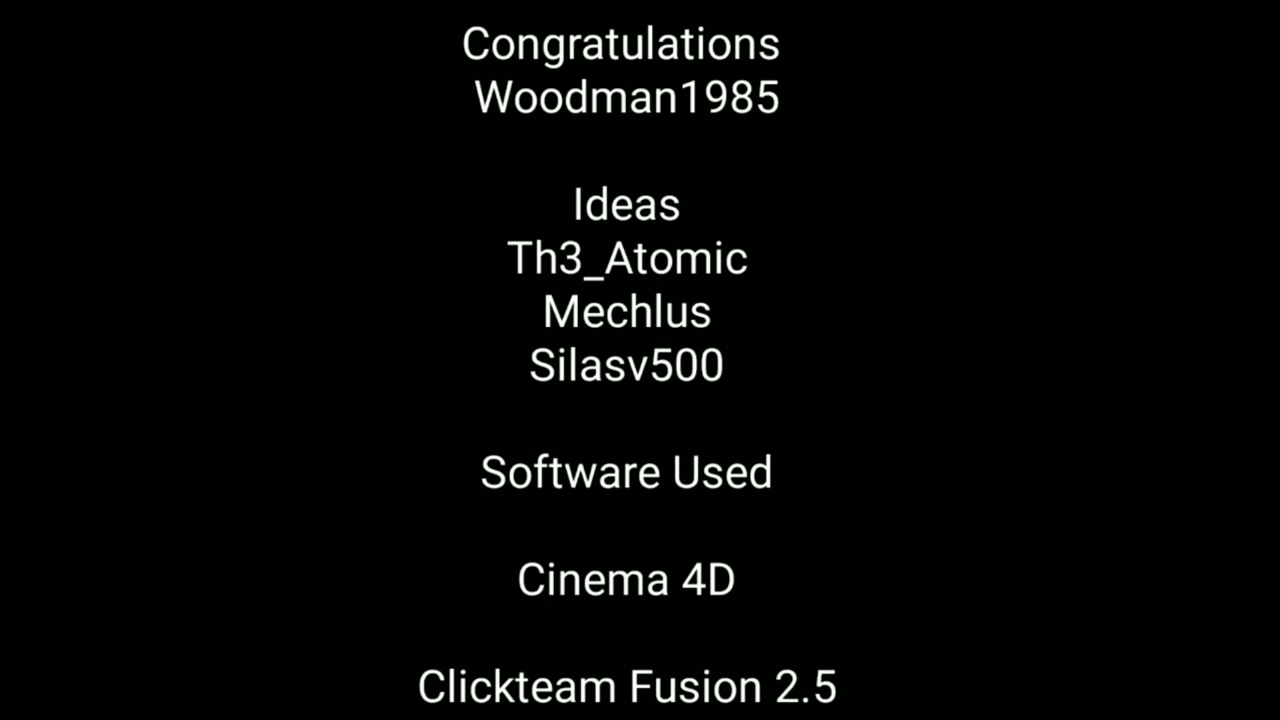 Congratulations
Woodman1985
Ideas
Th3_Atomic
Mechlus
Silasv500
Software Used
Cinema 4D
Clickteam Fusion 2.5